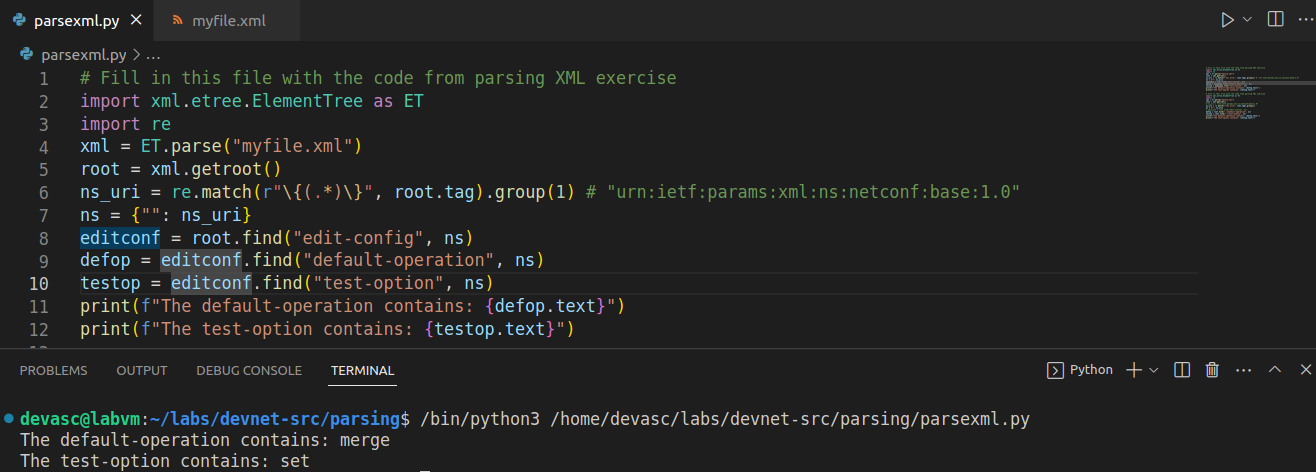 parsexml.py
myfile.xml
parsexml.py > ...
1 # Fill in this file with the code from parsing XML exercise
2 import xml.etree.ElementTree as ET
3 import re
4 xml = ET.parse("myfile.xml")
5 root = xml.getroot()
6 ns_uri = re.match(r"\{(.*)\}", root.tag).group(1) # "urn:ietf:params:xml:ns:netconf:base:1.0"
7 ns = {"": ns_uri}
8 editconf = root.find("edit-config", ns)
9 defop = editconf.find("default-operation", ns)
10 testop = editconf.find("test-option", ns)
11 print(f"The default-operation contains: {defop.text}")
12 print(f"The test-option contains: {testop.text}")
PROBLEMS OUTPUT DEBUG CONSOLE TERMINAL Python
devasc@labvm:~/labs/devnet-src/parsing$ /bin/python3 /home/devasc/labs/devnet-src/parsing/parsexml.py
The default-operation contains: merge
The test-option contains: set